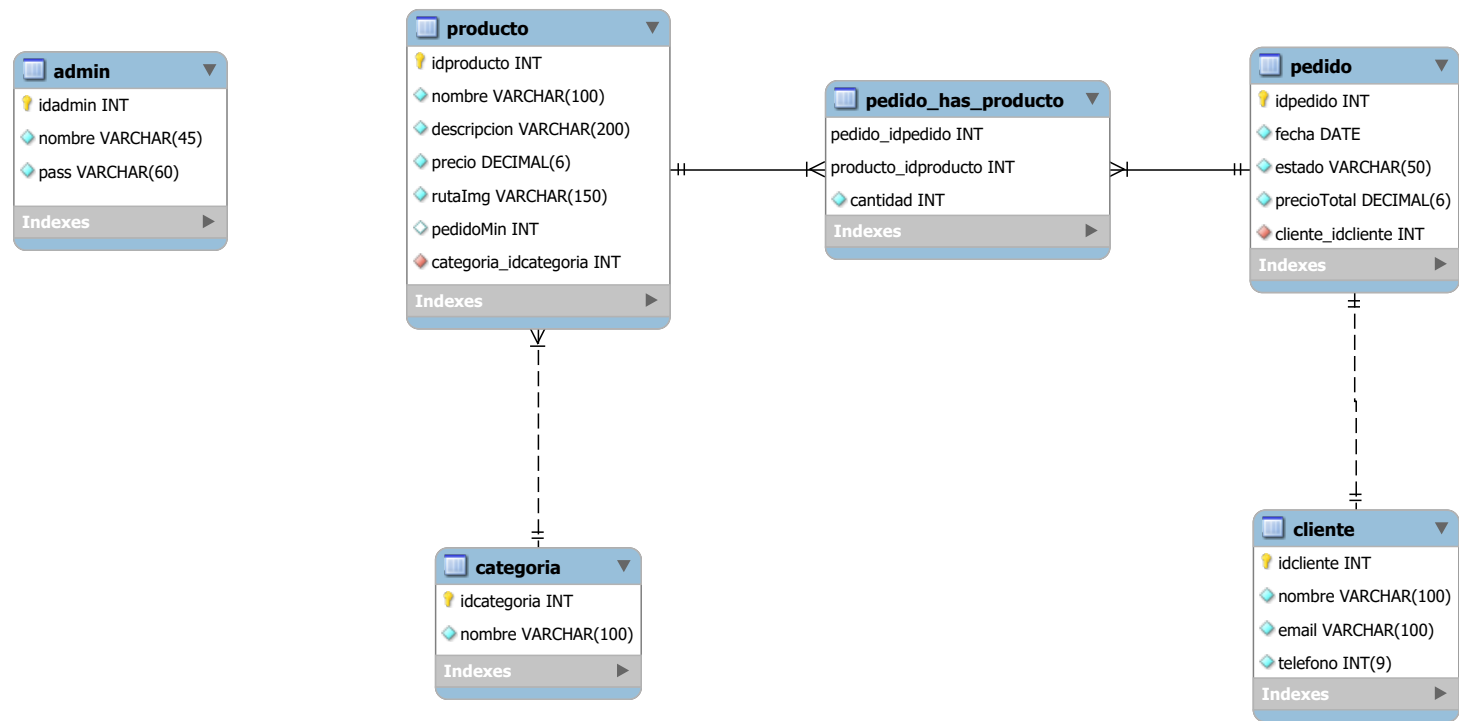 admin
idadmin INT
nombre VARCHAR(45)
pass VARCHAR(60)
Indexes
producto
idproducto INT
nombre VARCHAR(100)
descripcion VARCHAR(200)
precio DECIMAL(6)
rutaImg VARCHAR(150)
pedidoMin INT
categoria_idcategoria INT
Indexes
pedido_has_producto
pedido_idpedido INT
producto_idproducto INT
cantidad INT
Indexes
pedido
idpedido INT
fecha DATE
estado VARCHAR(50)
precioTotal DECIMAL(6)
cliente_idcliente INT
Indexes
categoria
idcategoria INT
nombre VARCHAR(100)
Indexes
cliente
idcliente INT
nombre VARCHAR(100)
email VARCHAR(100)
telefono INT(9)
Indexes